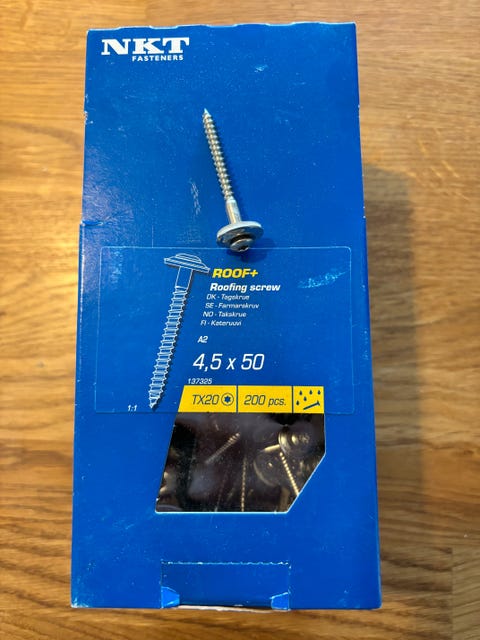 NKT
FASTENERS
ROOF+
Roofing screw
DK - Tagskrue
SE - Farmarskruv
NO - Takskrue
FI - Kateruuvi
A2
4,5 x 50
137325
1:1
TX20
200 pcs.